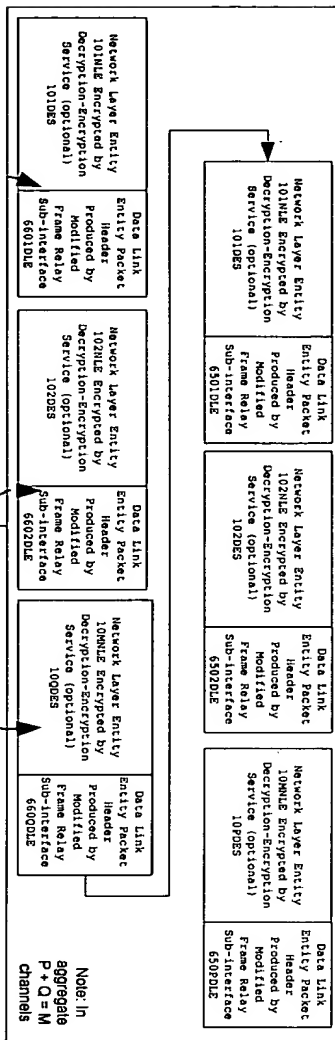 Network Layer Entity
101NLE Encrypted by
Decryption-Encryption
Service (optional)
101DES
Data Link
Entity Packet
Header
Produced by
Modified
Frame Relay
Sub-interface
6501DLE
Network Layer Entity
102NLE Encrypted by
Decryption-Encryption
Service (optional)
102DES
Data Link
Entity Packet
Header
Produced by
Modified
Frame Relay
Sub-interface
6502DLE
Network Layer Entity
10MNLE Encrypted by
Decryption-Encryption
Service (optional)
10PDES
Data Link
Entity Packet
Header
Produced by
Modified
Frame Relay
Sub-interface
650PDLE
Network Layer Entity
101NLE Encrypted by
Decryption-Encryption
Service (optional)
101DES
Data Link
Entity Packet
Header
Produced by
Modified
Frame Relay
Sub-interface
6601DLE
Network Layer Entity
102NLE Encrypted by
Decryption-Encryption
Service (optional)
102DES
Data Link
Entity Packet
Header
Produced by
Modified
Frame Relay
Sub-interface
6602DLE
Network Layer Entity
10MNLE Encrypted by
Decryption-Encryption
Service (optional)
10QDES
Data Link
Entity Packet
Header
Produced by
Modified
Frame Relay
Sub-interface
660QDLE
Note: In
aggregate
P + Q = M
channels